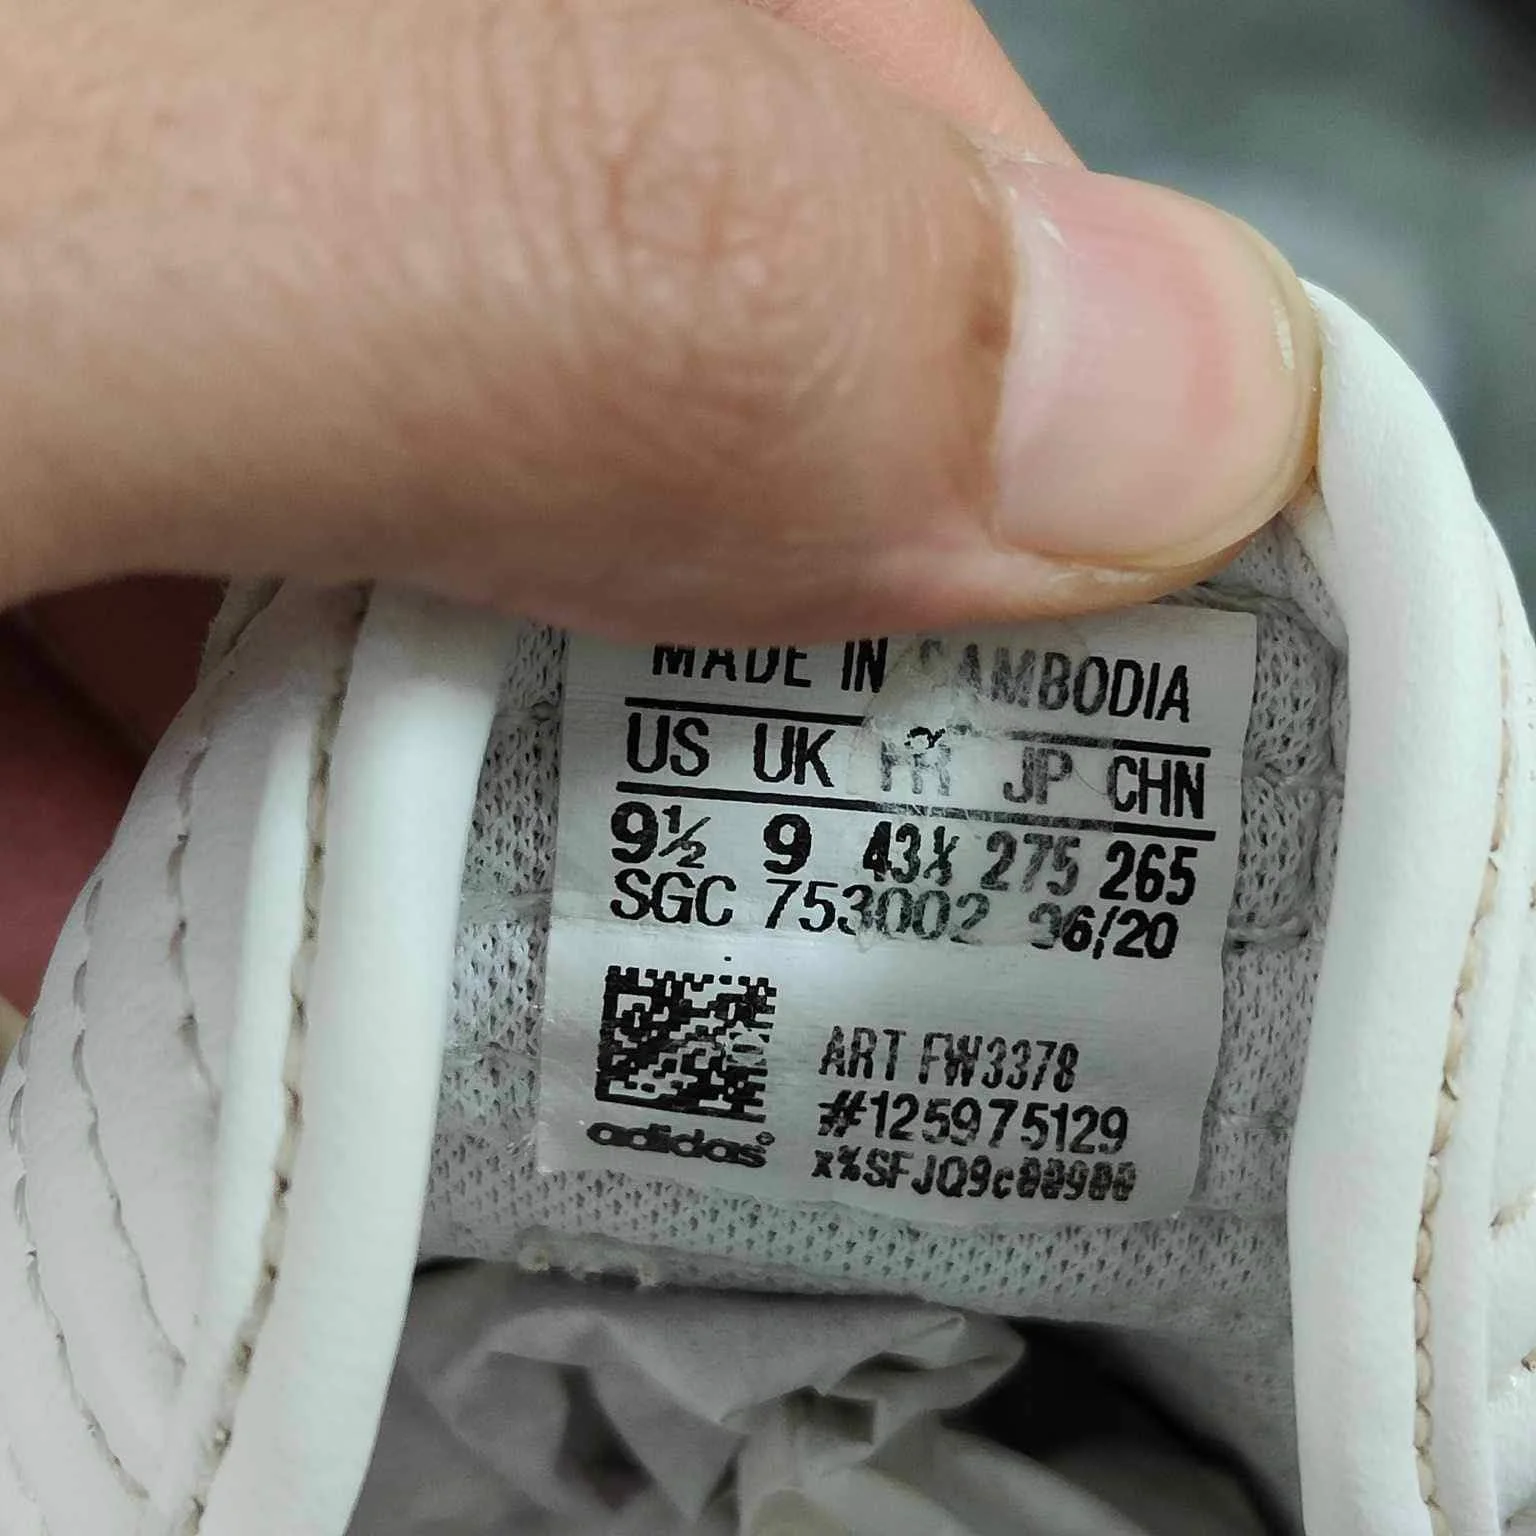 MADE IN CAMBODIA
US UK FR JP CHN
9½ 9 43⅓ 275 265
SGC 753002 06/20
ART FW3378
#125975129
adidas®